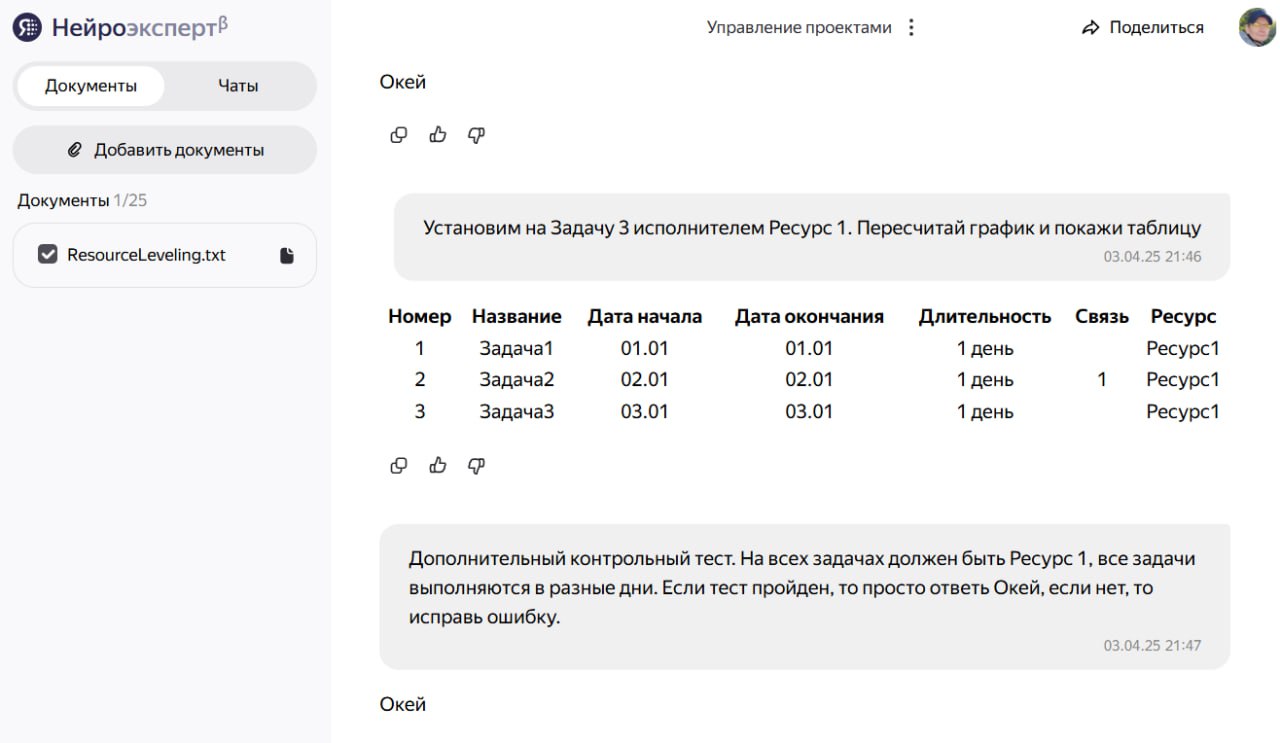 Нейроэксперт^β
Управление проектами
Поделиться
Документы Чаты
Добавить документы
Документы 1/25
ResourceLeveling.txt
Окей
Установим на Задачу 3 исполнителем Ресурс 1. Пересчитай график и покажи таблицу
03.04.25 21:46
Номер Название Дата начала Дата окончания Длительность Связь Ресурс
1 Задача1 01.01 01.01 1 день Ресурс1
2 Задача2 02.01 02.01 1 день 1 Ресурс1
3 Задача3 03.01 03.01 1 день Ресурс1
Дополнительный контрольный тест. На всех задачах должен быть Ресурс 1, все задачи
выполняются в разные дни. Если тест пройден, то просто ответь Окей, если нет, то
исправь ошибку.
03.04.25 21:47
Окей